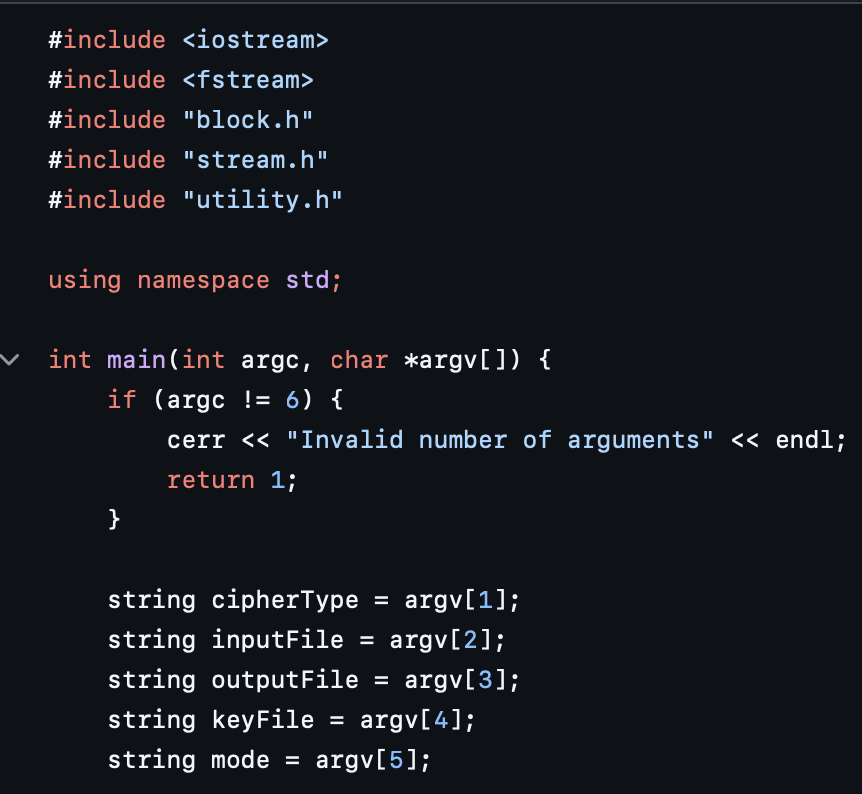 #include <iostream>
#include <fstream>
#include "block.h"
#include "stream.h"
#include "utility.h"
using namespace std;
int main(int argc, char *argv[]) {
if (argc != 6) {
cerr << "Invalid number of arguments" << endl;
return 1;
}
string cipherType = argv[1];
string inputFile = argv[2];
string outputFile = argv[3];
string keyFile = argv[4];
string mode = argv[5];